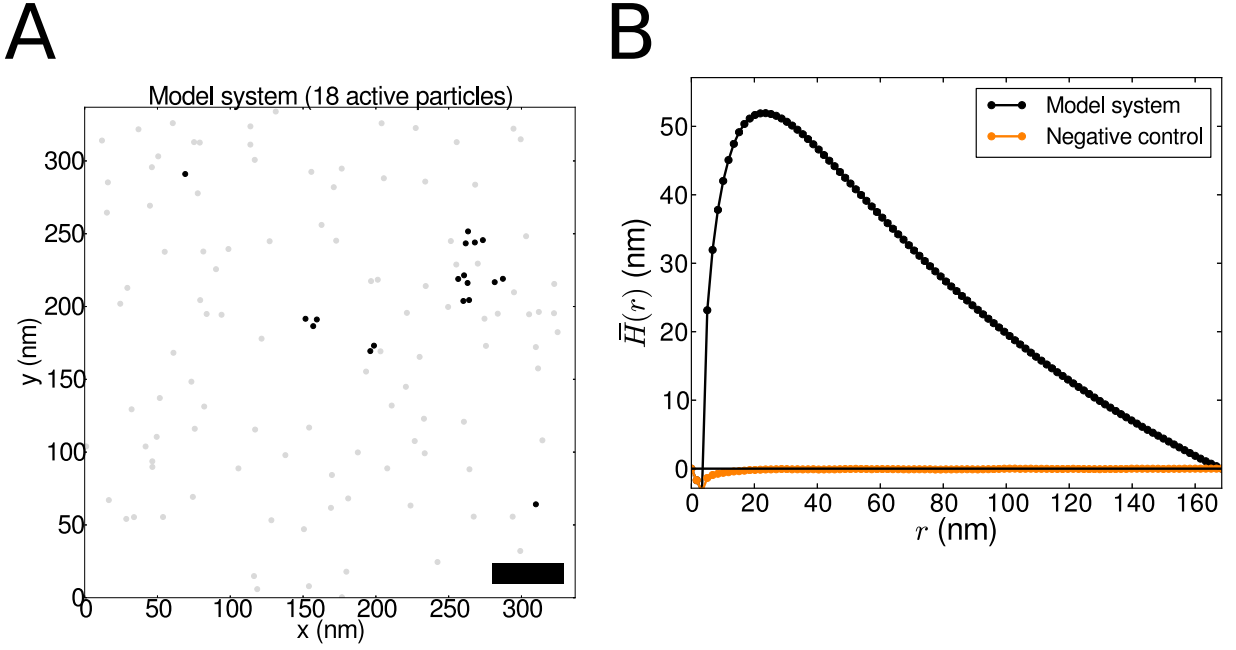 A
Model system (18 active particles)
y (nm)
300
250
200
150
100
50
0
0 50 100 150 200 250 300
x (nm)
B
Model system
Negative control
H̅(r) (nm)
50
40
30
20
10
0
0 20 40 60 80 100 120 140 160
r (nm)